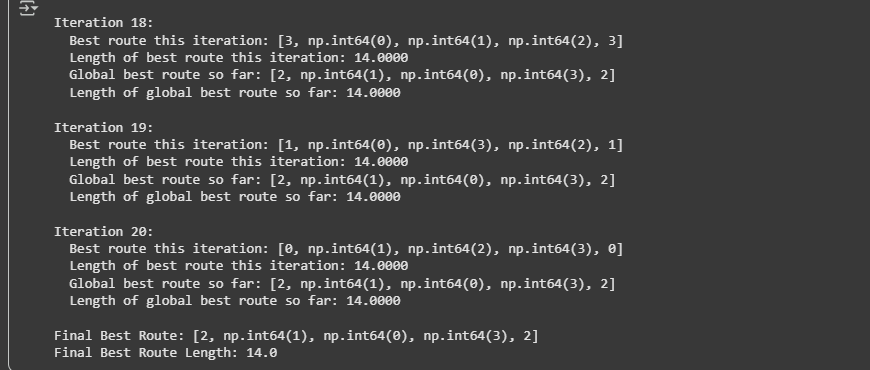 Iteration 18:
Best route this iteration: [3, np.int64(0), np.int64(1), np.int64(2), 3]
Length of best route this iteration: 14.0000
Global best route so far: [2, np.int64(1), np.int64(0), np.int64(3), 2]
Length of global best route so far: 14.0000
Iteration 19:
Best route this iteration: [1, np.int64(0), np.int64(3), np.int64(2), 1]
Length of best route this iteration: 14.0000
Global best route so far: [2, np.int64(1), np.int64(0), np.int64(3), 2]
Length of global best route so far: 14.0000
Iteration 20:
Best route this iteration: [0, np.int64(1), np.int64(2), np.int64(3), 0]
Length of best route this iteration: 14.0000
Global best route so far: [2, np.int64(1), np.int64(0), np.int64(3), 2]
Length of global best route so far: 14.0000
Final Best Route: [2, np.int64(1), np.int64(0), np.int64(3), 2]
Final Best Route Length: 14.0